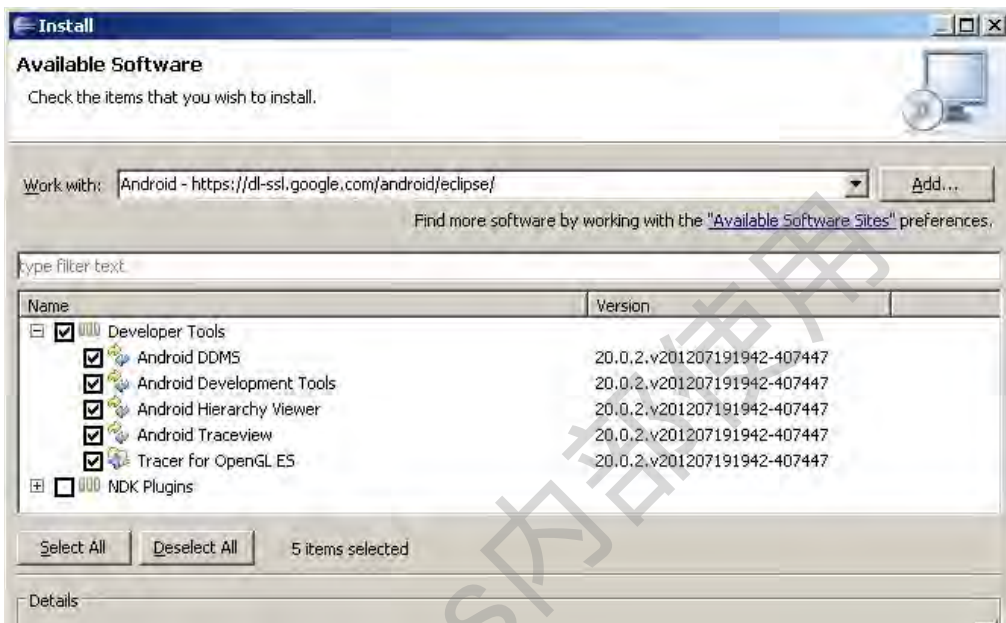 Install
Available Software
Check the items that you wish to install.
Work with: Android - https://dl-ssl.google.com/android/eclipse/ Add...
Find more software by working with the "Available Software Sites" preferences.
type filter text
Name Version
Developer Tools
Android DDMS 20.0.2.v201207191942-407447
Android Development Tools 20.0.2.v201207191942-407447
Android Hierarchy Viewer 20.0.2.v201207191942-407447
Android Traceview 20.0.2.v201207191942-407447
Tracer for OpenGL ES 20.0.2.v201207191942-407447
NDK Plugins
Select All Deselect All 5 items selected
Details
内部使用